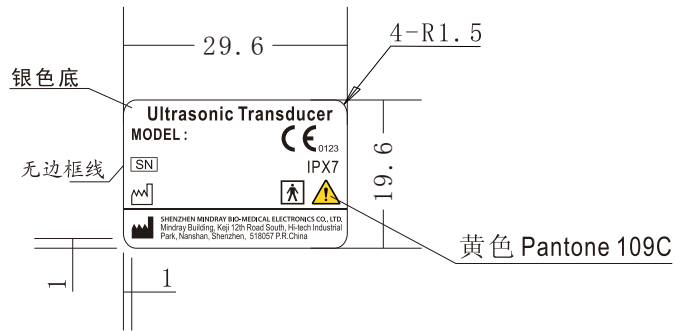 29.6
4-R1.5
银色底
Ultrasonic Transducer
MODEL :
CE 0123
无边框线
SN
IPX7
19.6
SHENZHEN MINDRAY BIO-MEDICAL ELECTRONICS CO., LTD.
Mindray Building, Keji 12th Road South, Hi-tech Industrial
Park, Nanshan, Shenzhen, 518057 P.R.China
黄色 Pantone 109C
1
1